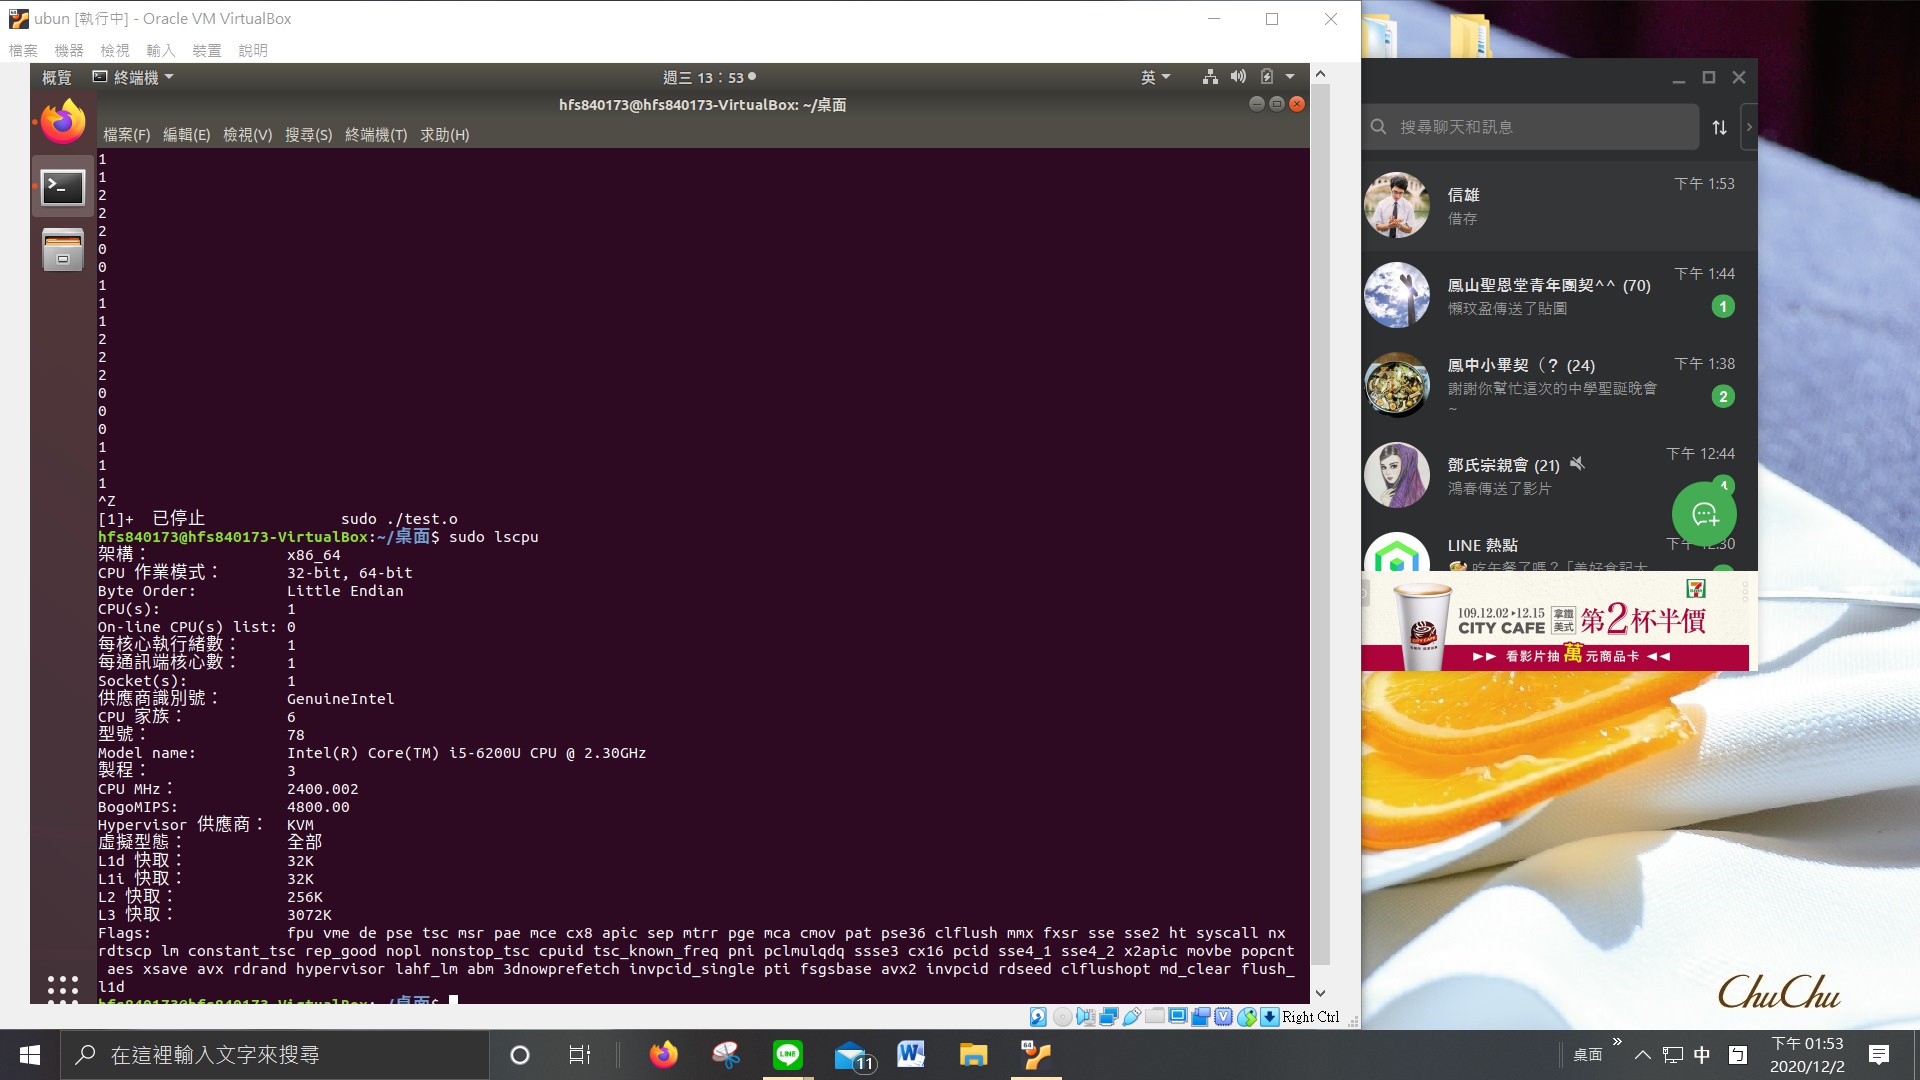 ubun [執行中] - Oracle VM VirtualBox
檔案 機器 檢視 輸入 裝置 說明
概覽 終端機 週三 13：53 英
hfs840173@hfs840173-VirtualBox: ~/桌面
檔案(F) 編輯(E) 檢視(V) 搜尋(S) 終端機(T) 求助(H)
1
1
2
2
2
0
0
1
1
1
2
2
2
0
0
0
1
1
1
^Z
[1]+ 已停止 sudo ./test.o
hfs840173@hfs840173-VirtualBox:~/桌面$ sudo lscpu
架構： x86_64
CPU 作業模式： 32-bit, 64-bit
Byte Order: Little Endian
CPU(s): 1
On-line CPU(s) list: 0
每核心執行緒數： 1
每通訊端核心數： 1
Socket(s): 1
供應商識別號： GenuineIntel
CPU 家族： 6
型號： 78
Model name: Intel(R) Core(TM) i5-6200U CPU @ 2.30GHz
製程： 3
CPU MHz： 2400.002
BogoMIPS: 4800.00
Hypervisor 供應商： KVM
虛擬型態： 全部
L1d 快取： 32K
L1i 快取： 32K
L2 快取： 256K
L3 快取： 3072K
Flags: fpu vme de pse tsc msr pae mce cx8 apic sep mtrr pge mca cmov pat pse36 clflush mmx fxsr sse sse2 ht syscall nx
rdtscp lm constant_tsc rep_good nopl nonstop_tsc cpuid tsc_known_freq pni pclmulqdq ssse3 cx16 pcid sse4_1 sse4_2 x2apic movbe popcnt
aes xsave avx rdrand hypervisor lahf_lm abm 3dnowprefetch invpcid_single pti fsgsbase avx2 invpcid rdseed clflushopt md_clear flush_
l1d
hfs840173@hfs840173-VirtualBox:~/桌面$
Right Ctrl
搜尋聊天和訊息
信雄 下午 1:53
借存
鳳山聖恩堂青年團契^^ (70) 下午 1:44
懶玟盈傳送了貼圖 1
鳳中小畢契（? (24) 下午 1:38
謝謝你幫忙這次的中學聖誕晚會 2
~
鄧氏宗親會 (21) 下午 12:44
鴻春傳送了影片
LINE 熱點
吃午餐了嗎？「美好食記大
109.12.02▸12.15 拿鐵 美式 第2杯半價
CITY CAFE
看影片抽萬元商品卡
ChuChu
在這裡輸入文字來搜尋
LINE
11
64
桌面
中
下午 01:53
2020/12/2